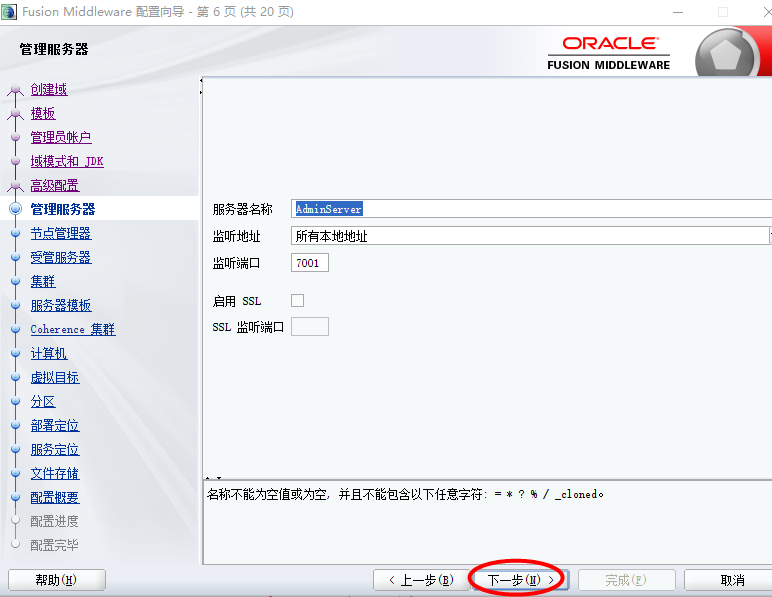 Fusion Middleware 配置向导 - 第 6 页 (共 20 页)
管理服务器
ORACLE
FUSION MIDDLEWARE
创建域
模板
管理员帐户
域模式和 JDK
高级配置
管理服务器
节点管理器
受管服务器
集群
服务器模板
Coherence 集群
计算机
虚拟目标
分区
部署定位
服务定位
文件存储
配置概要
配置进度
配置完毕
服务器名称 AdminServer
监听地址 所有本地地址
监听端口 7001
启用 SSL
SSL 监听端口
名称不能为空值或为空, 并且不能包含以下任意字符: = * ? % / _cloned。
帮助(H) < 上一步(B) 下一步(N) > 完成(F) 取消